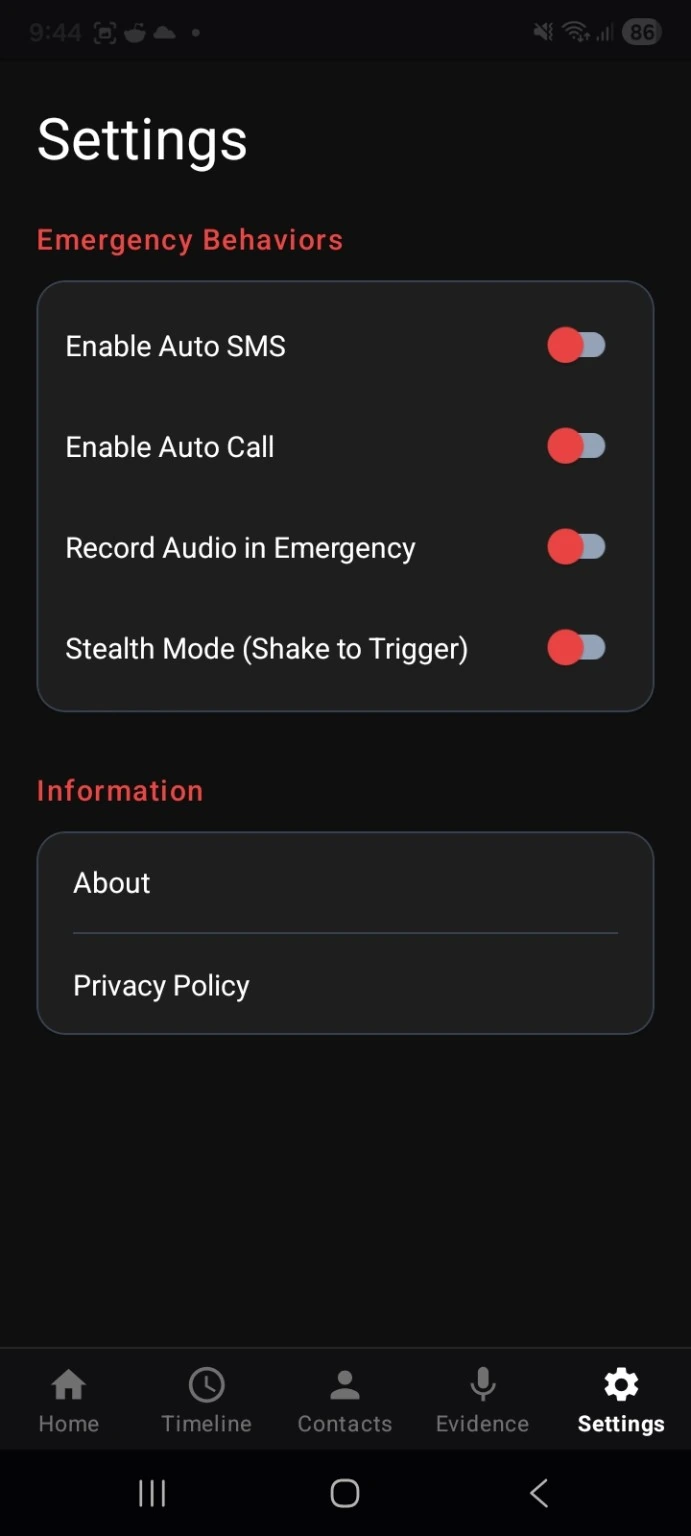 9:44
86
Settings
Emergency Behaviors
Enable Auto SMS
Enable Auto Call
Record Audio in Emergency
Stealth Mode (Shake to Trigger)
Information
About
Privacy Policy
Home Timeline Contacts Evidence Settings